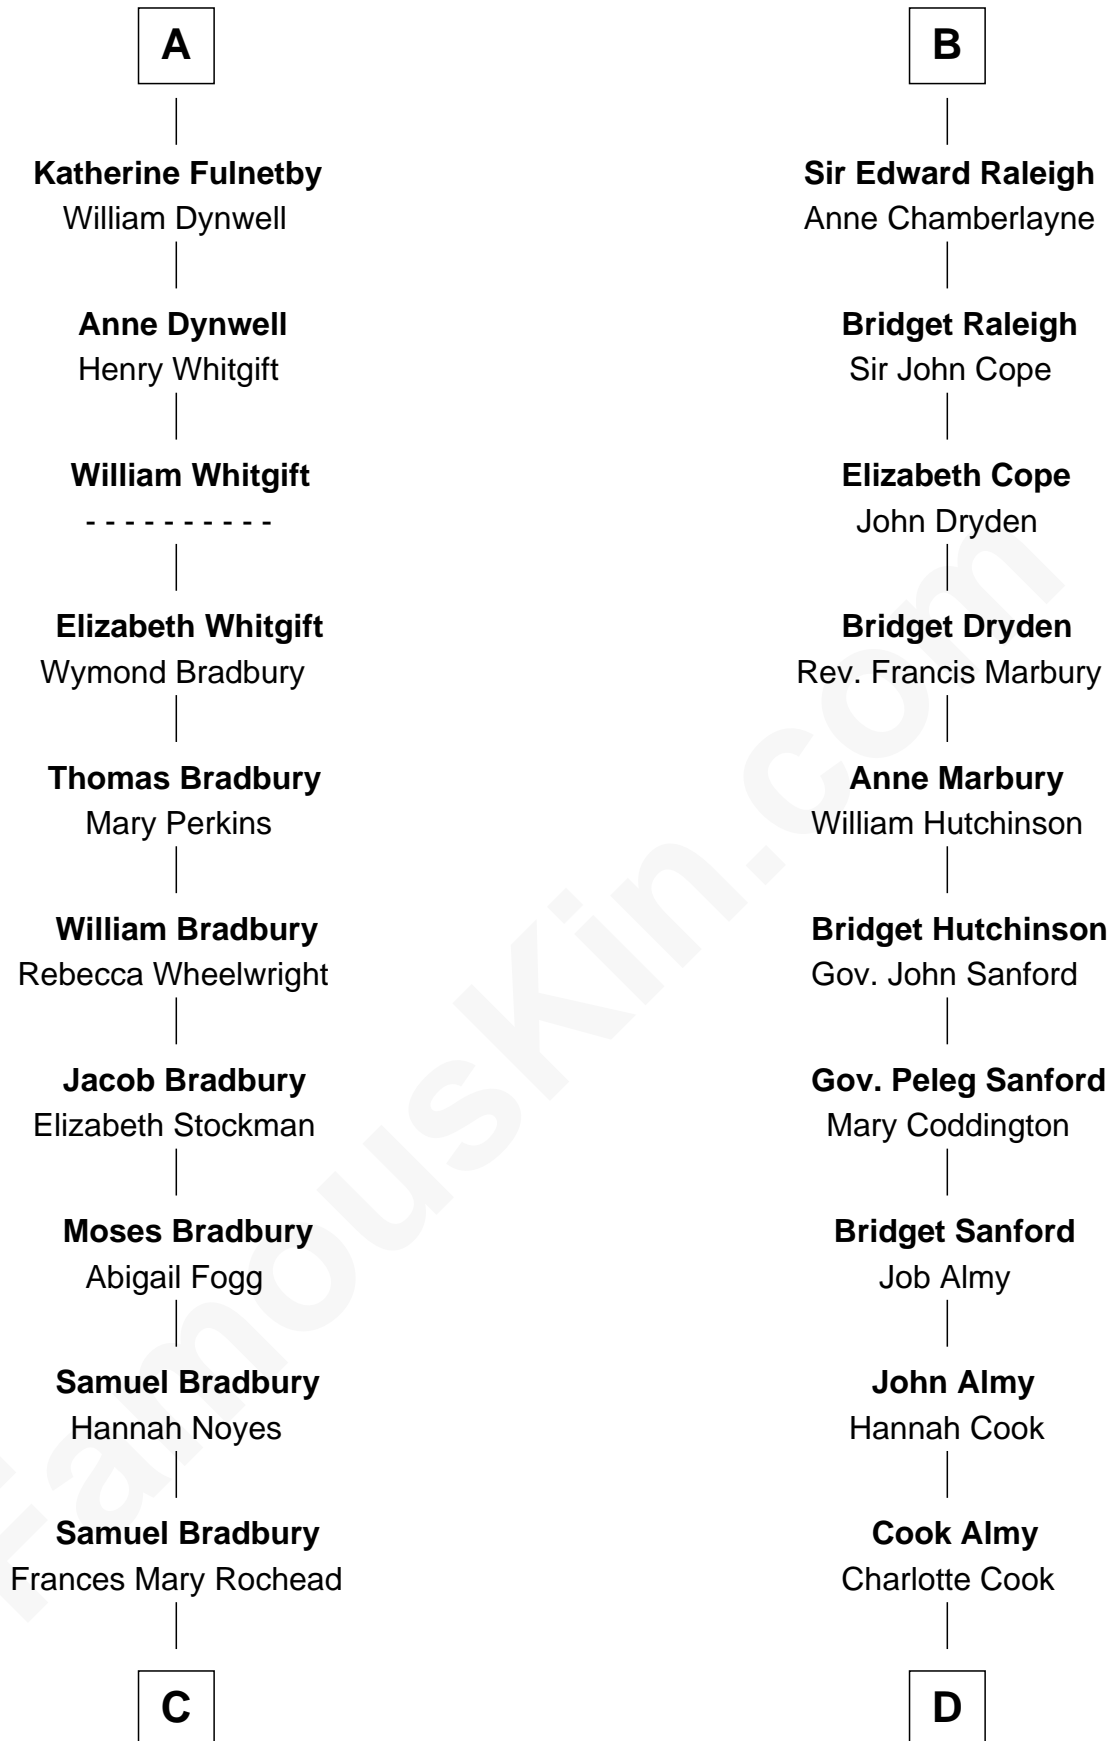 A
Katherine Fulnetby
William Dynwell
Anne Dynwell
Henry Whitgift
William Whitgift
- - - - - - - - - -
Elizabeth Whitgift
Wymond Bradbury
Thomas Bradbury
Mary Perkins
William Bradbury
Rebecca Wheelwright
Jacob Bradbury
Elizabeth Stockman
Moses Bradbury
Abigail Fogg
Samuel Bradbury
Hannah Noyes
Samuel Bradbury
Frances Mary Rochead
C
B
Sir Edward Raleigh
Anne Chamberlayne
Bridget Raleigh
Sir John Cope
Elizabeth Cope
John Dryden
Bridget Dryden
Rev. Francis Marbury
Anne Marbury
William Hutchinson
Bridget Hutchinson
Gov. John Sanford
Gov. Peleg Sanford
Mary Coddington
Bridget Sanford
Job Almy
John Almy
Hannah Cook
Cook Almy
Charlotte Cook
D
FamousKin.com